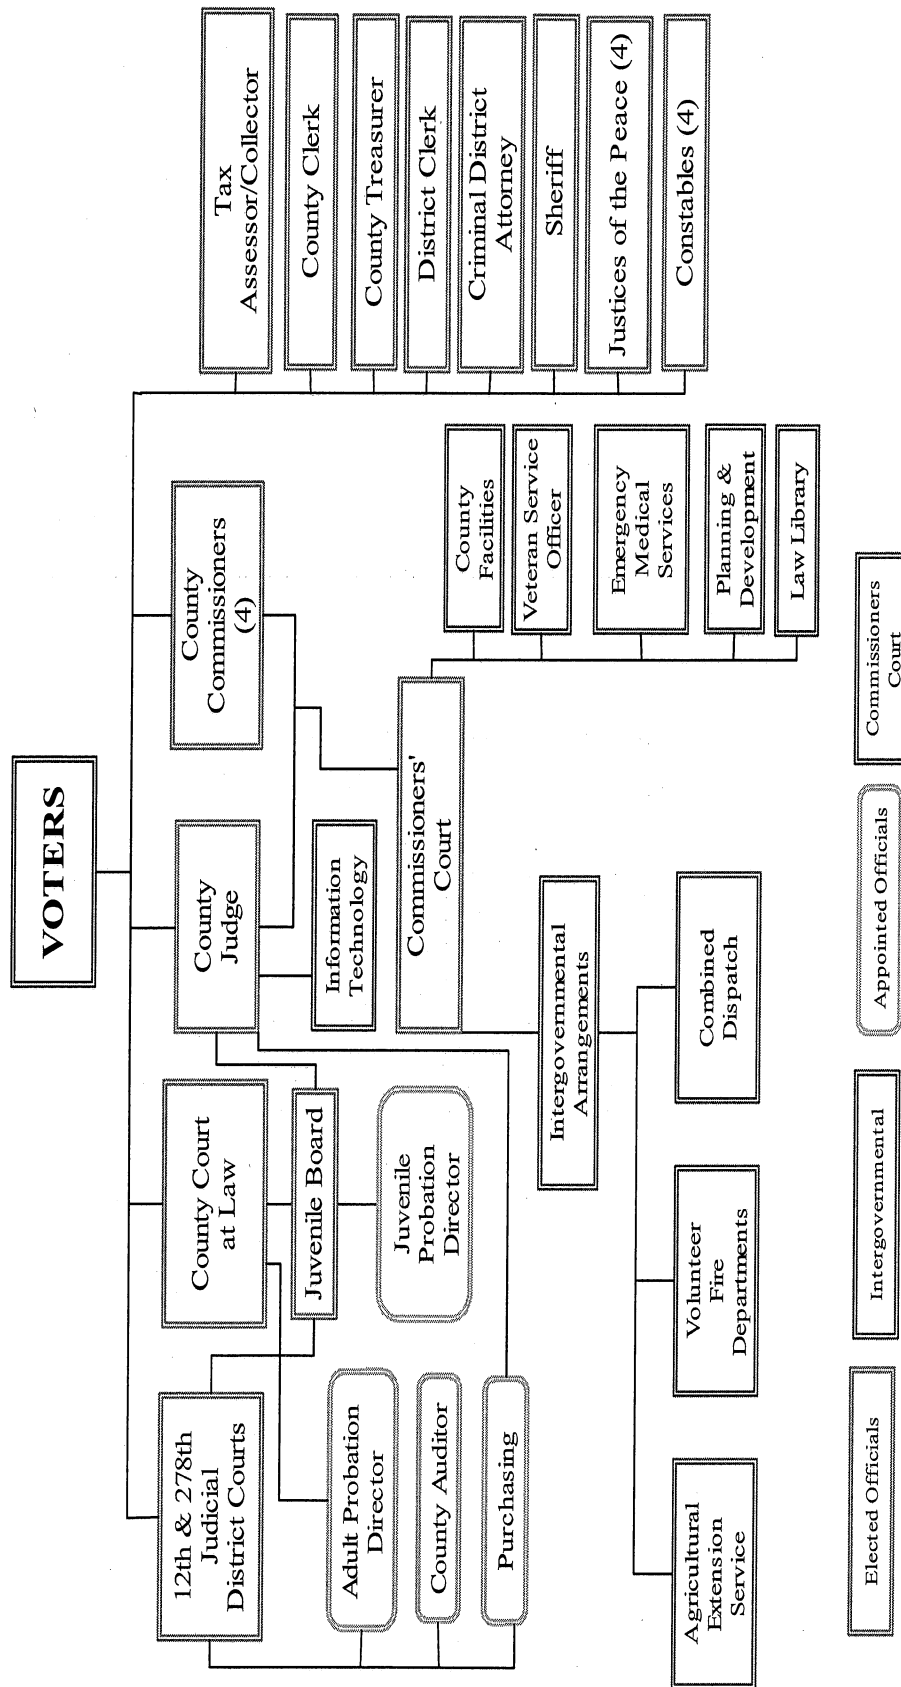 VOTERS
12th & 278th
Judicial
District Courts
County Court
at Law
County
Judge
County
Commissioners
(4)
Tax
Assessor/Collector
County Clerk
County Treasurer
District Clerk
Criminal District
Attorney
Sheriff
Justices of the Peace (4)
Constables (4)
Adult Probation
Director
County Auditor
Purchasing
Juvenile Board
Juvenile
Probation
Director
Information
Technology
Commissioners'
Court
County
Facilities
Veteran Service
Officer
Emergency
Medical
Services
Planning &
Development
Law Library
Intergovernmental
Arrangements
Agricultural
Extension
Service
Volunteer
Fire
Departments
Combined
Dispatch
Elected Officials
Intergovernmental
Appointed Officials
Commissioners
Court